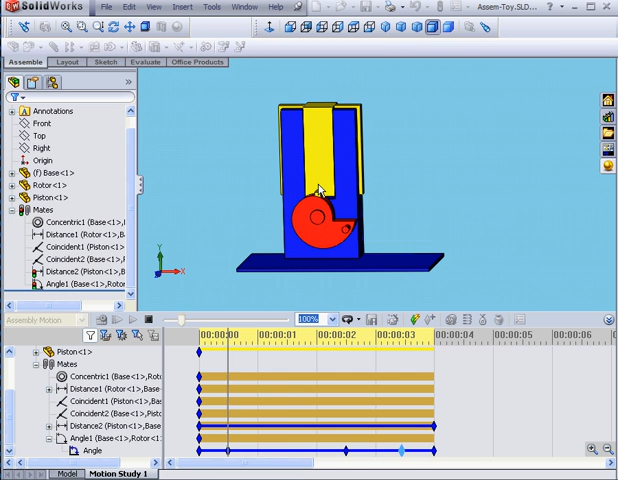 SolidWorks File Edit View Insert Tools Window Help Assem-Toy.SLD...
Assemble Layout Sketch Evaluate Office Products
Annotations
Front
Top
Right
Origin
(f) Base<1>
Rotor<1>
Piston<1>
Mates
Concentric1 (Base<1>,
Distance1 (Rotor<1>,Ba
Coincident1 (Piston<1>
Coincident2 (Piston<1>
Distance2 (Piston<1>,B
Angle1 (Base<1>,Rotor
Y
X
Assembly Motion
100%
00:00:00 00:00:01 00:00:02 00:00:03 00:00:04 00:00:05 00:00:06
Piston<1>
Mates
Concentric1 (Base<1>,Roto
Distance1 (Rotor<1>,Base
Coincident1 (Piston<1>,Ba
Coincident2 (Piston<1>,Ba
Distance2 (Piston<1>,Base
Angle1 (Base<1>,Rotor<1
Angle
Model Motion Study 1